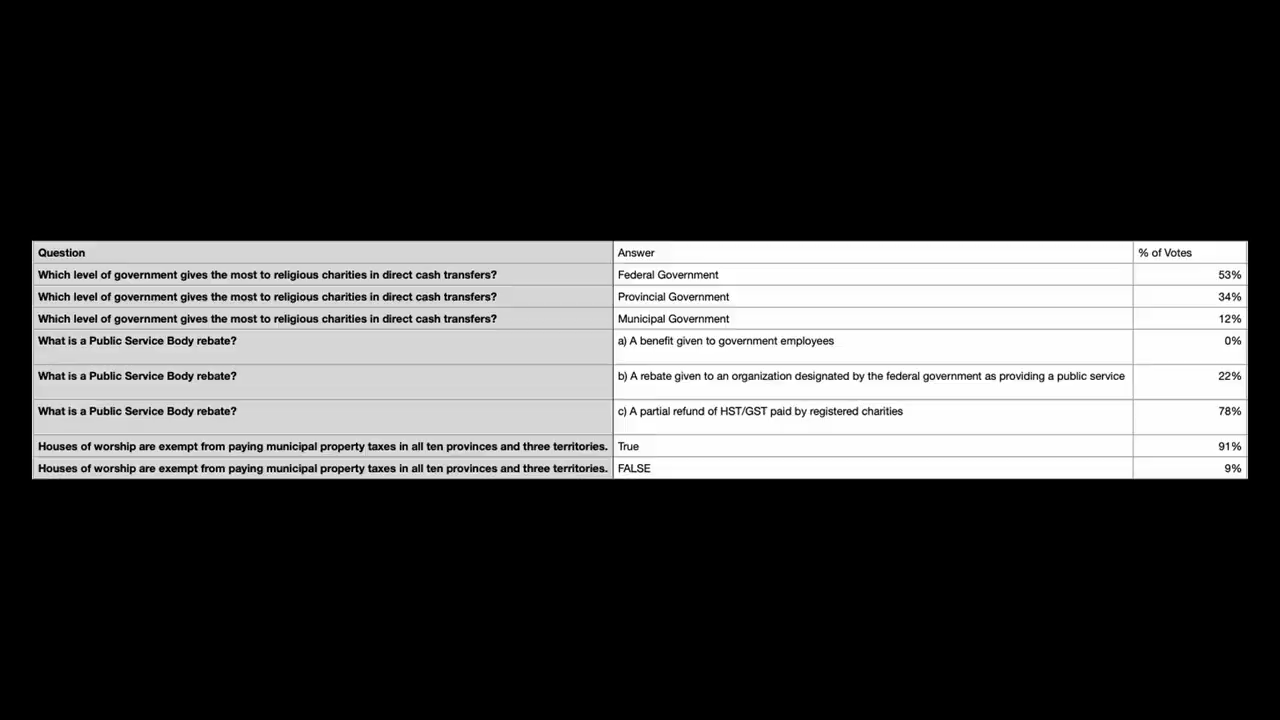 Question Answer % of Votes
Which level of government gives the most to religious charities in direct cash transfers? Federal Government 53%
Which level of government gives the most to religious charities in direct cash transfers? Provincial Government 34%
Which level of government gives the most to religious charities in direct cash transfers? Municipal Government 12%
What is a Public Service Body rebate? a) A benefit given to government employees 0%
What is a Public Service Body rebate? b) A rebate given to an organization designated by the federal government as providing a public service 22%
What is a Public Service Body rebate? c) A partial refund of HST/GST paid by registered charities 78%
Houses of worship are exempt from paying municipal property taxes in all ten provinces and three territories. True 91%
Houses of worship are exempt from paying municipal property taxes in all ten provinces and three territories. FALSE 9%